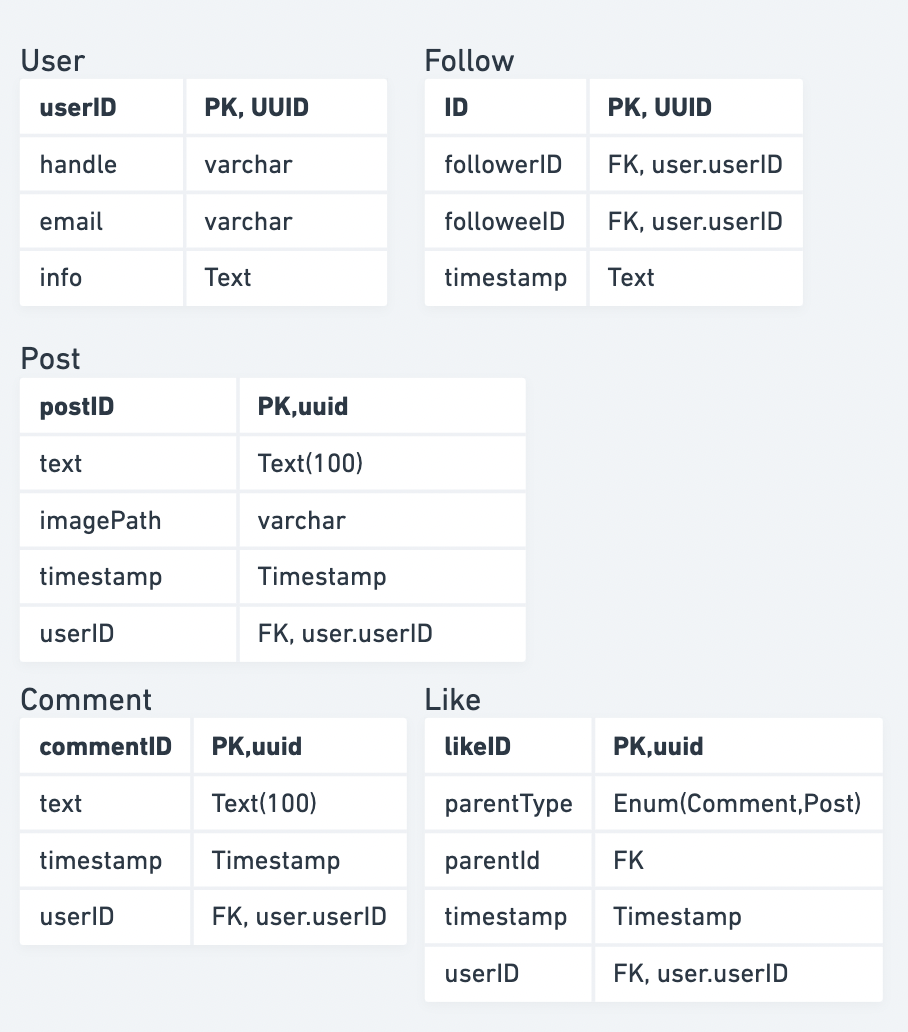 User
userID PK, UUID
handle varchar
email varchar
info Text
Follow
ID PK, UUID
followerID FK, user.userID
followeeID FK, user.userID
timestamp Text
Post
postID PK,uuid
text Text(100)
imagePath varchar
timestamp Timestamp
userID FK, user.userID
Comment
commentID PK,uuid
text Text(100)
timestamp Timestamp
userID FK, user.userID
Like
likeID PK,uuid
parentType Enum(Comment,Post)
parentId FK
timestamp Timestamp
userID FK, user.userID